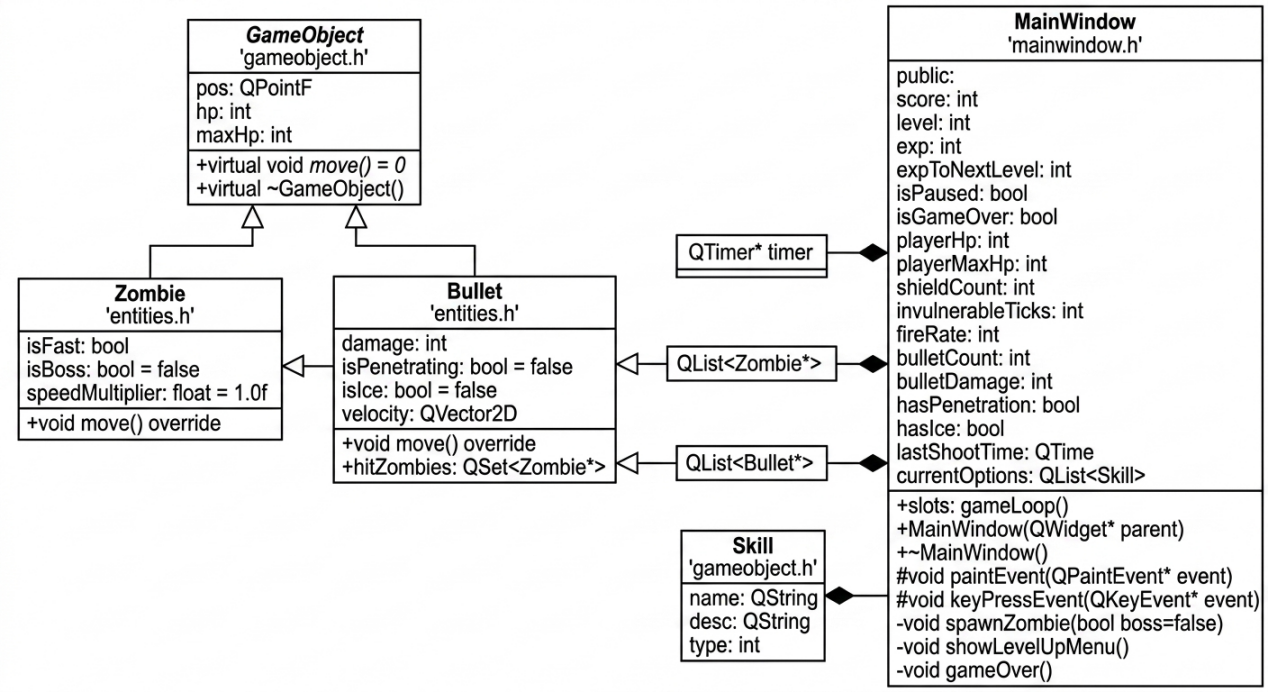 GameObject
'gameobject.h'
pos: QPointF
hp: int
maxHp: int
+virtual void move() = 0
+virtual ~GameObject()
Zombie
'entities.h'
isFast: bool
isBoss: bool = false
speedMultiplier: float = 1.0f
+void move() override
Bullet
'entities.h'
damage: int
isPenetrating: bool = false
isIce: bool = false
velocity: QVector2D
+void move() override
+hitZombies: QSet<Zombie*>
QTimer* timer
QList<Zombie*>
QList<Bullet*>
Skill
'gameobject.h'
name: QString
desc: QString
type: int
MainWindow
'mainwindow.h'
public:
score: int
level: int
exp: int
expToNextLevel: int
isPaused: bool
isGameOver: bool
playerHp: int
playerMaxHp: int
shieldCount: int
invulnerableTicks: int
fireRate: int
bulletCount: int
bulletDamage: int
hasPenetration: bool
hasIce: bool
lastShootTime: QTime
currentOptions: QList<Skill>
+slots: gameLoop()
+MainWindow(QWidget* parent)
+~MainWindow()
#void paintEvent(QPaintEvent* event)
#void keyPressEvent(QKeyEvent* event)
-void spawnZombie(bool boss=false)
-void showLevelUpMenu()
-void gameOver()